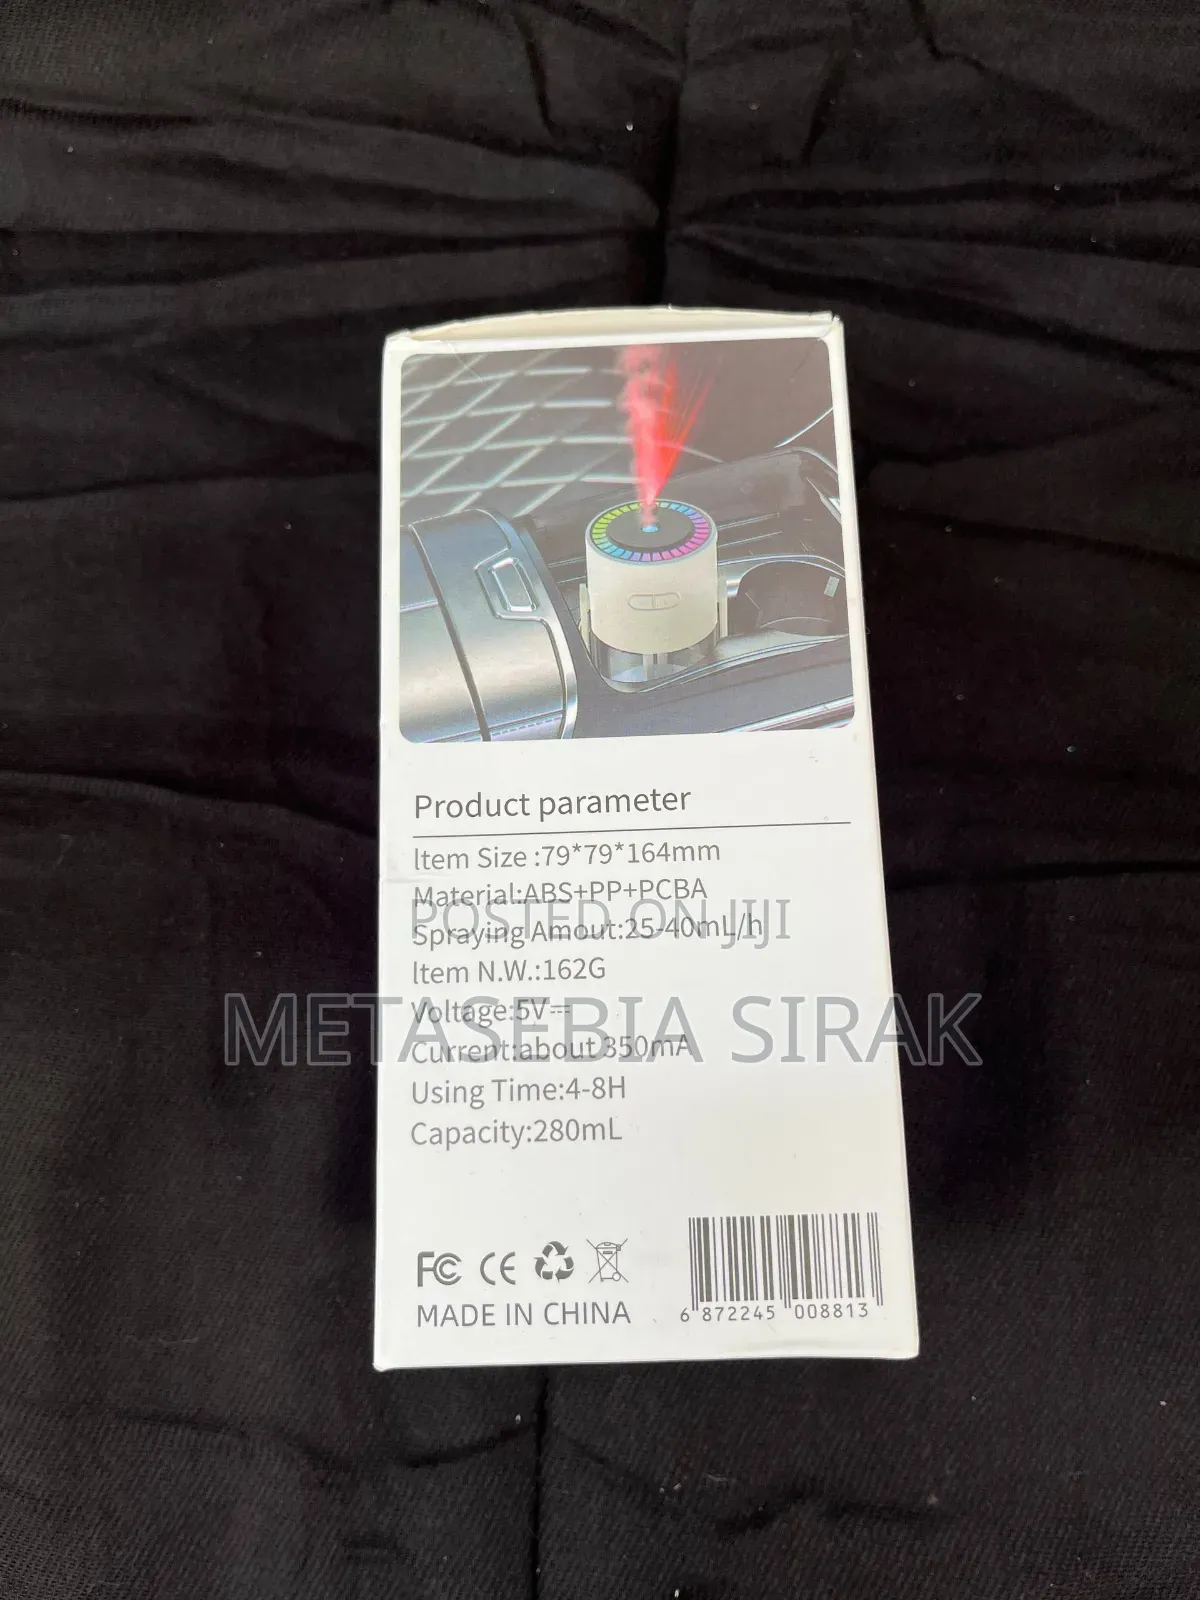 Product parameter
Item Size :79*79*164mm
Material:ABS+PP+PCBA
POSTED ON JIJI
Spraying Amout:25-40mL/h
Item N.W.:162G
METASEBIA SIRAK
Voltage:5V⎓
Current:about 350mA
Using Time:4-8H
Capacity:280mL
FC CE
MADE IN CHINA
6 872245 008813